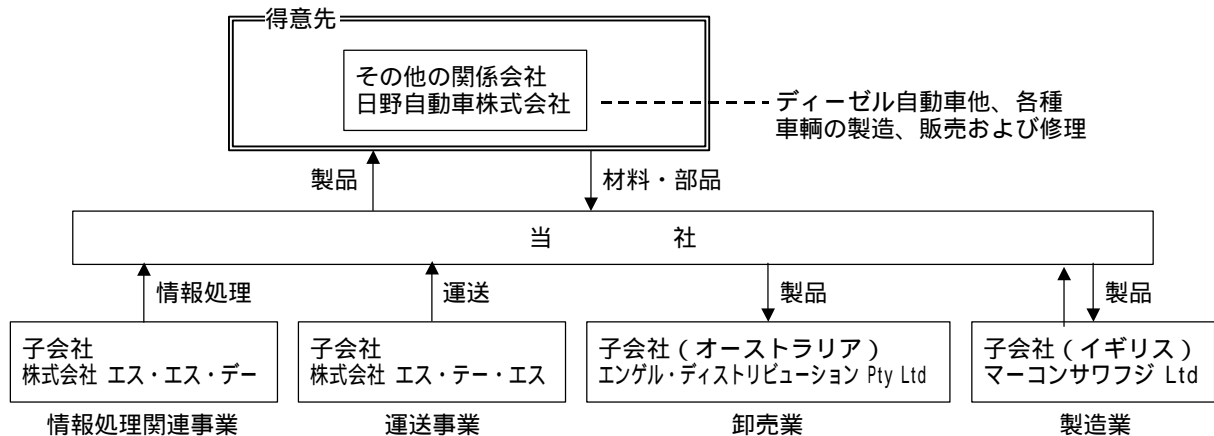 得意先
その他の関係会社
日野自動車株式会社
ディーゼル自動車他、各種
車輌の製造、販売および修理
製品
材料・部品
当 社
情報処理
運送
製品
製品
子会社
株式会社 エス・エス・デー
子会社
株式会社 エス・テー・エス
子会社(オーストラリア)
エンゲル・ディストリビューション Pty Ltd
子会社(イギリス)
マーコンサワフジ Ltd
情報処理関連事業
運送事業
卸売業
製造業